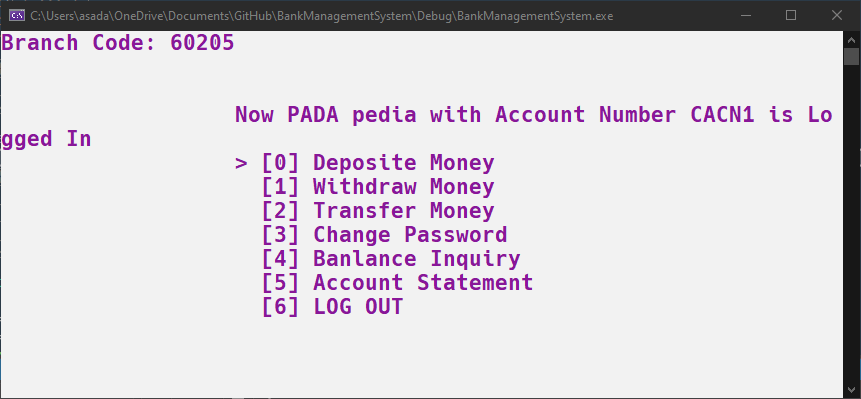 C:\Users\asada\OneDrive\Documents\GitHub\BankManagementSystem\Debug\BankManagementSystem.exe
Branch Code: 60205
Now PADA pedia with Account Number CACN1 is Lo
gged In
> [0] Deposite Money
[1] Withdraw Money
[2] Transfer Money
[3] Change Password
[4] Banlance Inquiry
[5] Account Statement
[6] LOG OUT